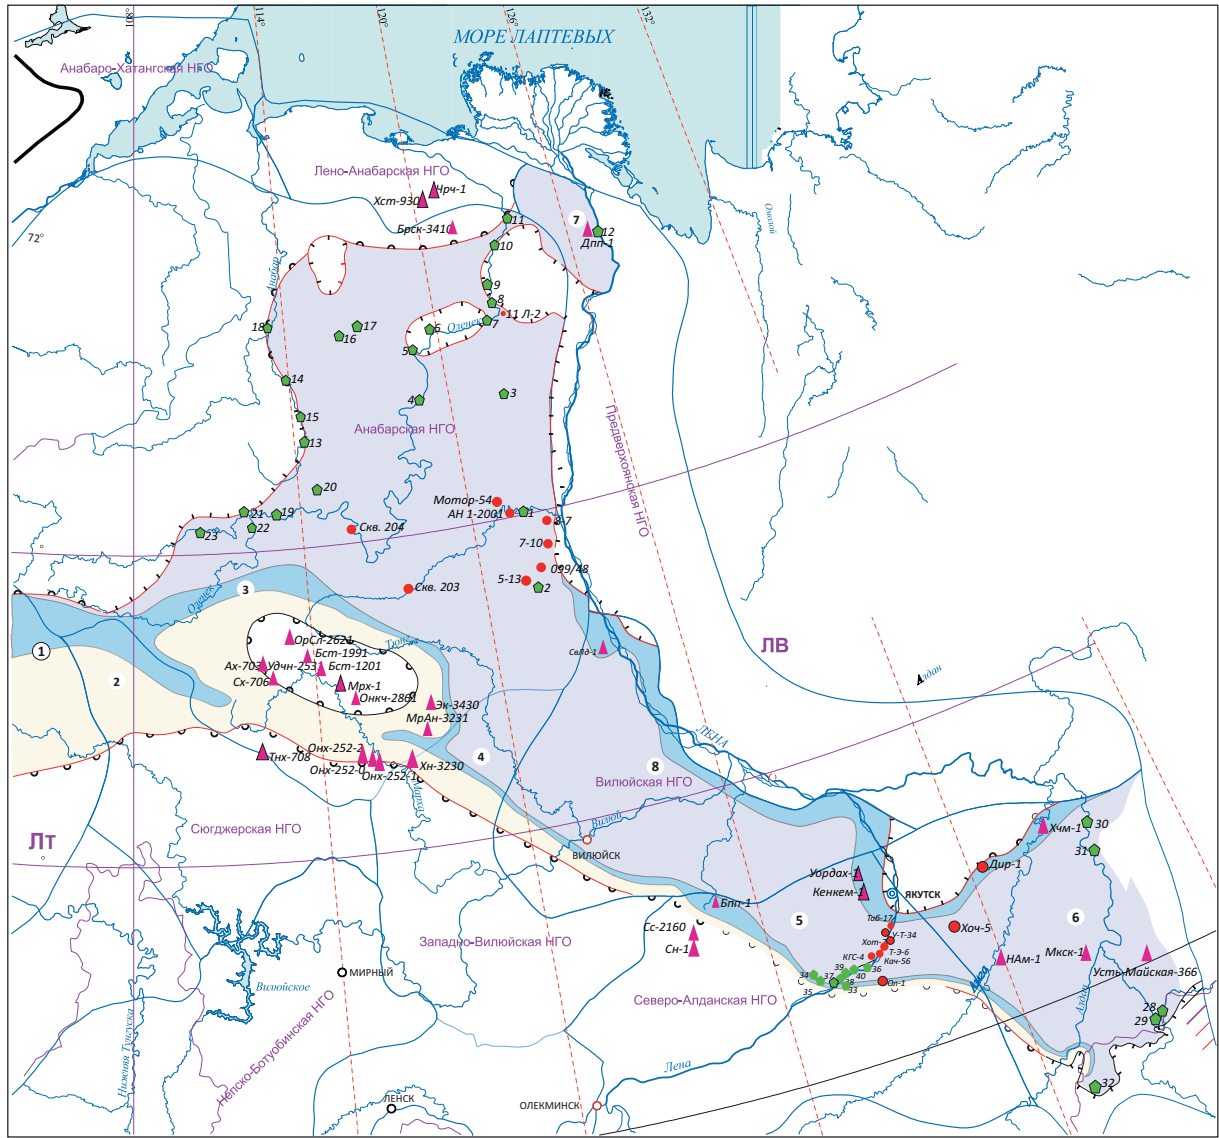 108°
114°
120°
126°
132°
МОРЕ ЛАПТЕВЫХ
Анабаро-Хатангская НГО
Лено-Анабарская НГО
Чрч-1
Хст-930
Брск-3410
11
7
12
Дпп-1
Омолой
72°
10
Анабар
9
8
11 Л-2
18
17
16
Оленек
6
7
5
14
4
3
15
Анабарская НГО
13
Предверхоянская НГО
20
Мотор-54
АН 1-2001
1
8-7
21
19
22
23
Скв. 204
7-10
099/48
5-13
2
Скв. 203
3
Оленек
1
ОрСл-2621
Тюнг
Бст-1991
Ах-703
Удчн-2531
Бст-1201
Сх-706
Мрх-1
Онкч-2861
СвЛд-1
ЛВ
Алдан
2
Эк-3430
МрАн-3231
ЛЕНА
Тнх-708
Онх-252-2
Онх-252-0
Онх-252-1
Хн-3230
4
8
Вилюйская НГО
Марха
Сюгджерская НГО
Вилюй
ВИЛЮЙСК
Лт
Хчм-1
30
31
Дир-1
Уордах-1
Кенкем-1
ЯКУТСК
Бпп-1
5
6
Таб-17
Хоч-5
Сс-2160
У-Т-34
Сн-1
Т-Э-6
КГС-4
Кач-56
Западно-Вилюйская НГО
НАм-1
Мкск-1
Усть-Майская-366
МИРНЫЙ
Вилюйское
39
36
34
37
40
38
35
33
Ол-1
Северо-Алданская НГО
Алдан
28
29
Нижняя Тунгуска
Непско-Ботуобинская НГО
Лена
32
ЛЕНСК
ОЛЕКМИНСК